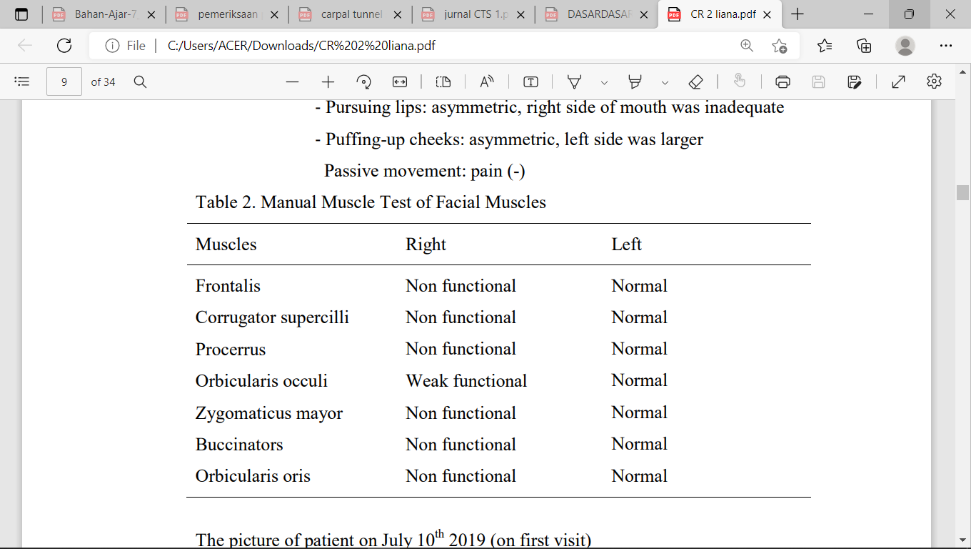 Bahan-Ajar-7
pemeriksaan
carpal tunnel
jurnal CTS 1.p
DASARDASAR
CR 2 liana.pdf
File | C:/Users/ACER/Downloads/CR%202%20liana.pdf
9 of 34
- Pursuing lips: asymmetric, right side of mouth was inadequate
- Puffing-up cheeks: asymmetric, left side was larger
Passive movement: pain (-)
Table 2. Manual Muscle Test of Facial Muscles
Muscles Right Left
Frontalis Non functional Normal
Corrugator supercilli Non functional Normal
Procerrus Non functional Normal
Orbicularis occuli Weak functional Normal
Zygomaticus mayor Non functional Normal
Buccinators Non functional Normal
Orbicularis oris Non functional Normal
The picture of patient on July 10th 2019 (on first visit)